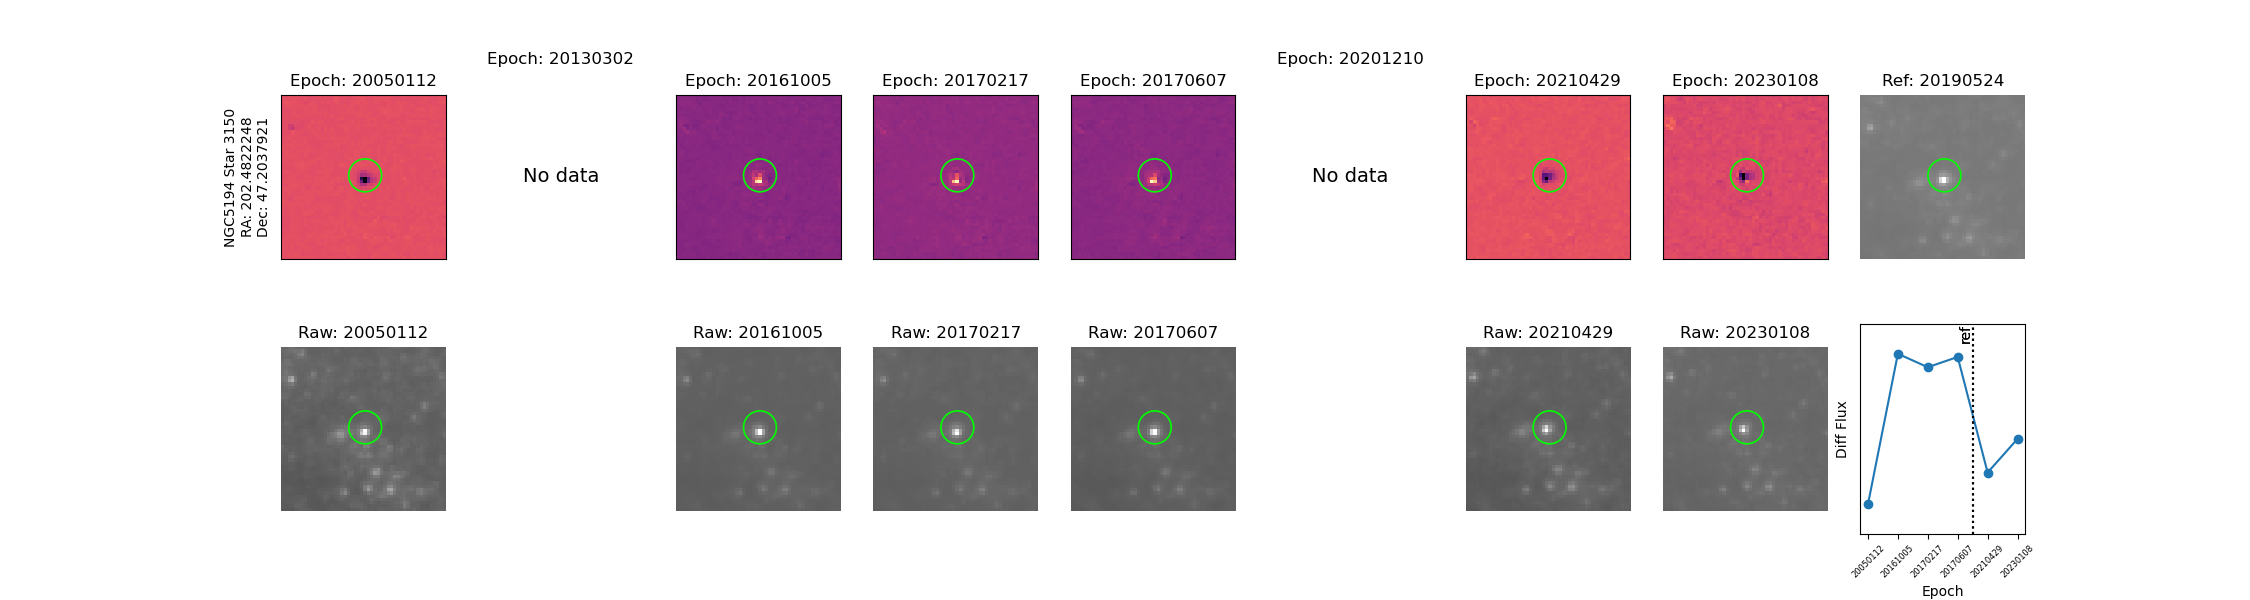 Epoch: 20130302
Epoch: 20201210
Epoch: 20050112
Epoch: 20161005
Epoch: 20170217
Epoch: 20170607
Epoch: 20210429
Epoch: 20230108
Ref: 20190524
NGC5194 Star 3150
RA: 202.4822248
Dec: 47.2037921
No data
No data
Raw: 20050112
Raw: 20161005
Raw: 20170217
Raw: 20170607
Raw: 20210429
Raw: 20230108
ref
Diff Flux
20050112
20161005
20170217
20170607
20210429
20230108
Epoch